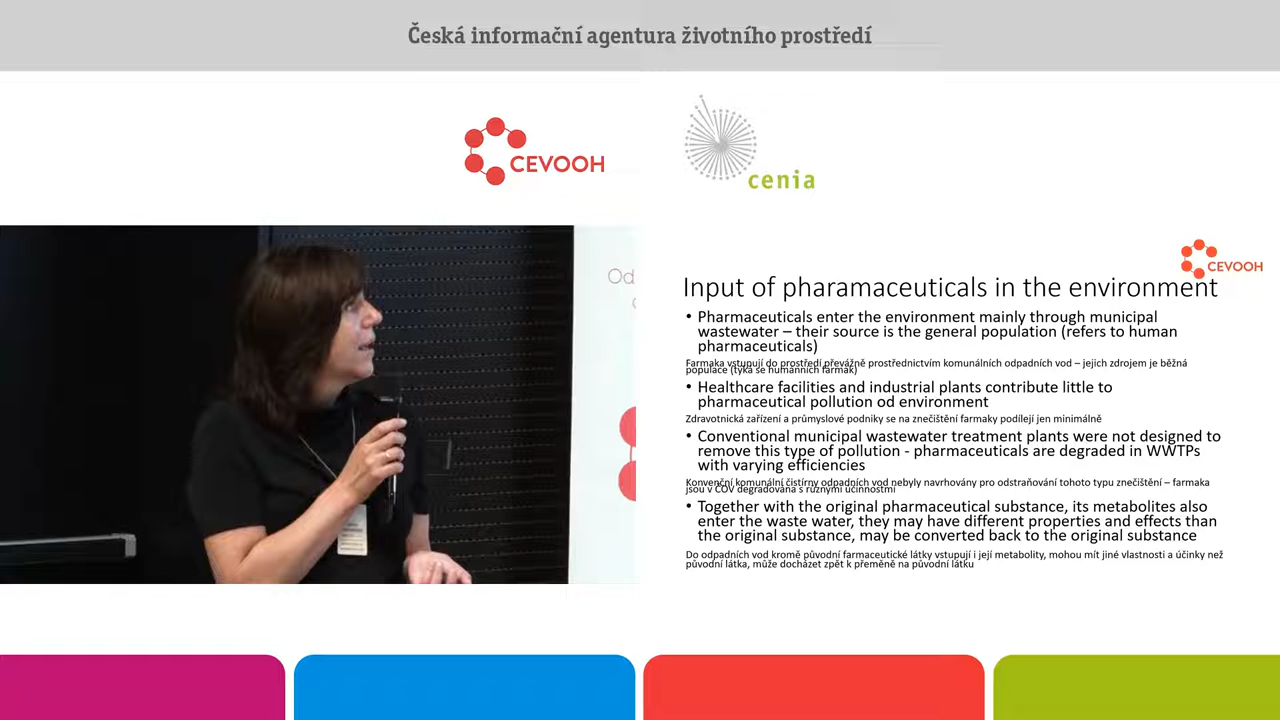 Česká informační agentura životního prostředí
CEVOOH
cenia
Od
CEVOOH
Input of pharamaceuticals in the environment
• Pharmaceuticals enter the environment mainly through municipal
wastewater – their source is the general population (refers to human
pharmaceuticals)
Farmaka vstupují do prostředí převážně prostřednictvím komunálních odpadních vod – jejich zdrojem je běžná
populace (týká se humánních farmak)
• Healthcare facilities and industrial plants contribute little to
pharmaceutical pollution od environment
Zdravotnická zařízení a průmyslové podniky se na znečištění farmaky podílejí jen minimálně
• Conventional municipal wastewater treatment plants were not designed to
remove this type of pollution - pharmaceuticals are degraded in WWTPs
with varying efficiencies
Konvenční komunální čistírny odpadních vod nebyly navrhovány pro odstraňování tohoto typu znečištění – farmaka
jsou v ČOV degradována s různými účinnostmi
• Together with the original pharmaceutical substance, its metabolites also
enter the waste water, they may have different properties and effects than
the original substance, may be converted back to the original substance
Do odpadních vod kromě původní farmaceutické látky vstupují i její metabolity, mohou mít jiné vlastnosti a účinky než
původní látka, může docházet zpět k přeměně na původní látku